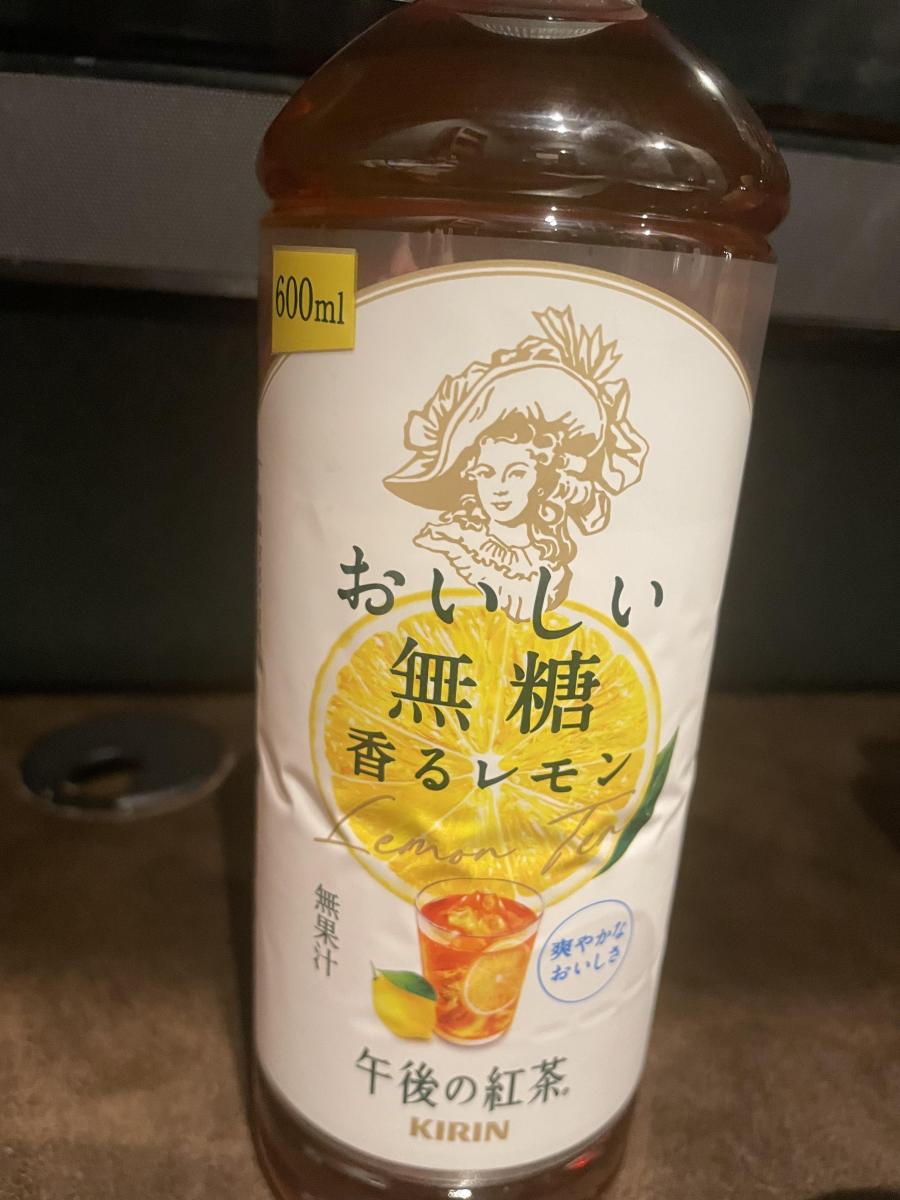 600ml
おいしい
無糖
香るレモン
Lemon Tea
無果汁
爽やかな
おいしさ
午後の紅茶®
KIRIN